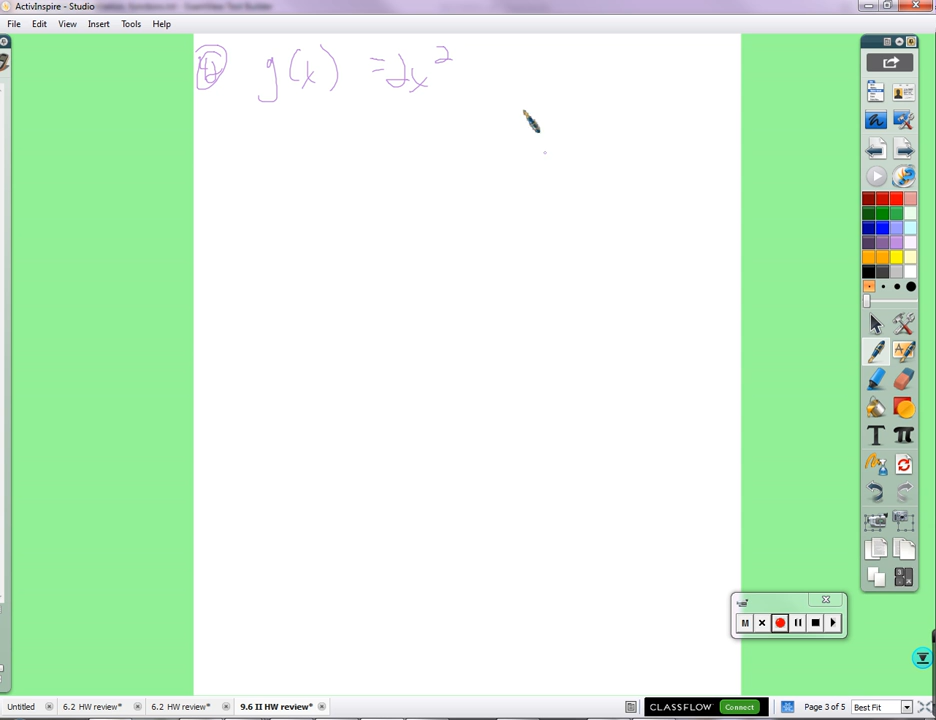 ActivInspire - Studio
File Edit View Insert Tools Help
g(x) = 2x²
M
Untitled 6.2 HW review* 6.2 HW review* 9.6 II HW review* CLASSFLOW Connect Page 3 of 5 Best Fit